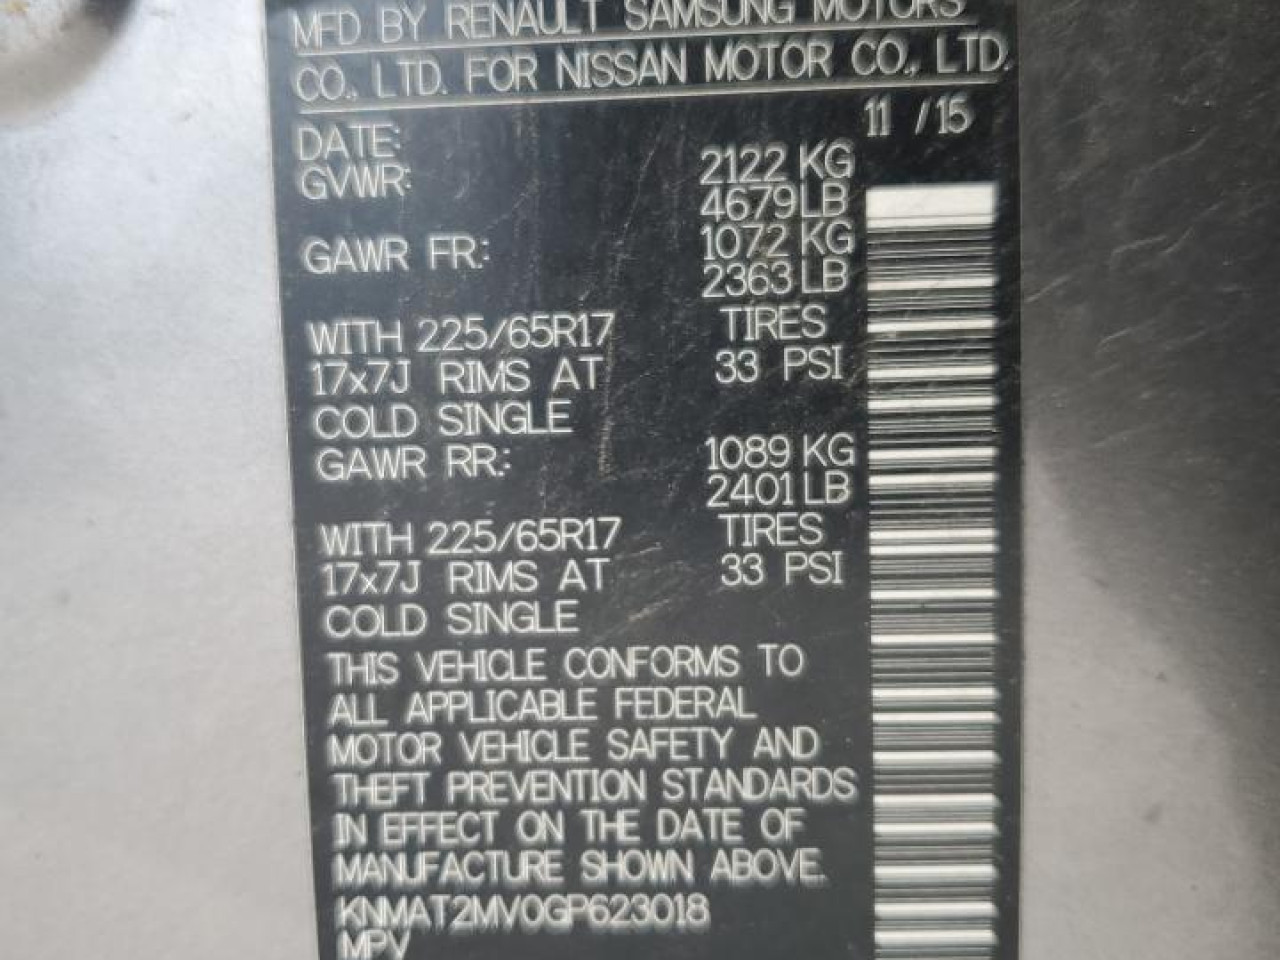 MFD BY RENAULT SAMSUNG MOTORS
CO., LTD. FOR NISSAN MOTOR CO., LTD.
11 / 15
DATE:
GVWR: 2122 KG
4679 LB
GAWR FR: 1072 KG
2363 LB
WITH 225/65R17 TIRES
17x7J RIMS AT 33 PSI
COLD SINGLE
GAWR RR: 1089 KG
2401 LB
WITH 225/65R17 TIRES
17x7J RIMS AT 33 PSI
COLD SINGLE
THIS VEHICLE CONFORMS TO
ALL APPLICABLE FEDERAL
MOTOR VEHICLE SAFETY AND
THEFT PREVENTION STANDARDS
IN EFFECT ON THE DATE OF
MANUFACTURE SHOWN ABOVE.
KNMAT2MV0GP623018
MPV